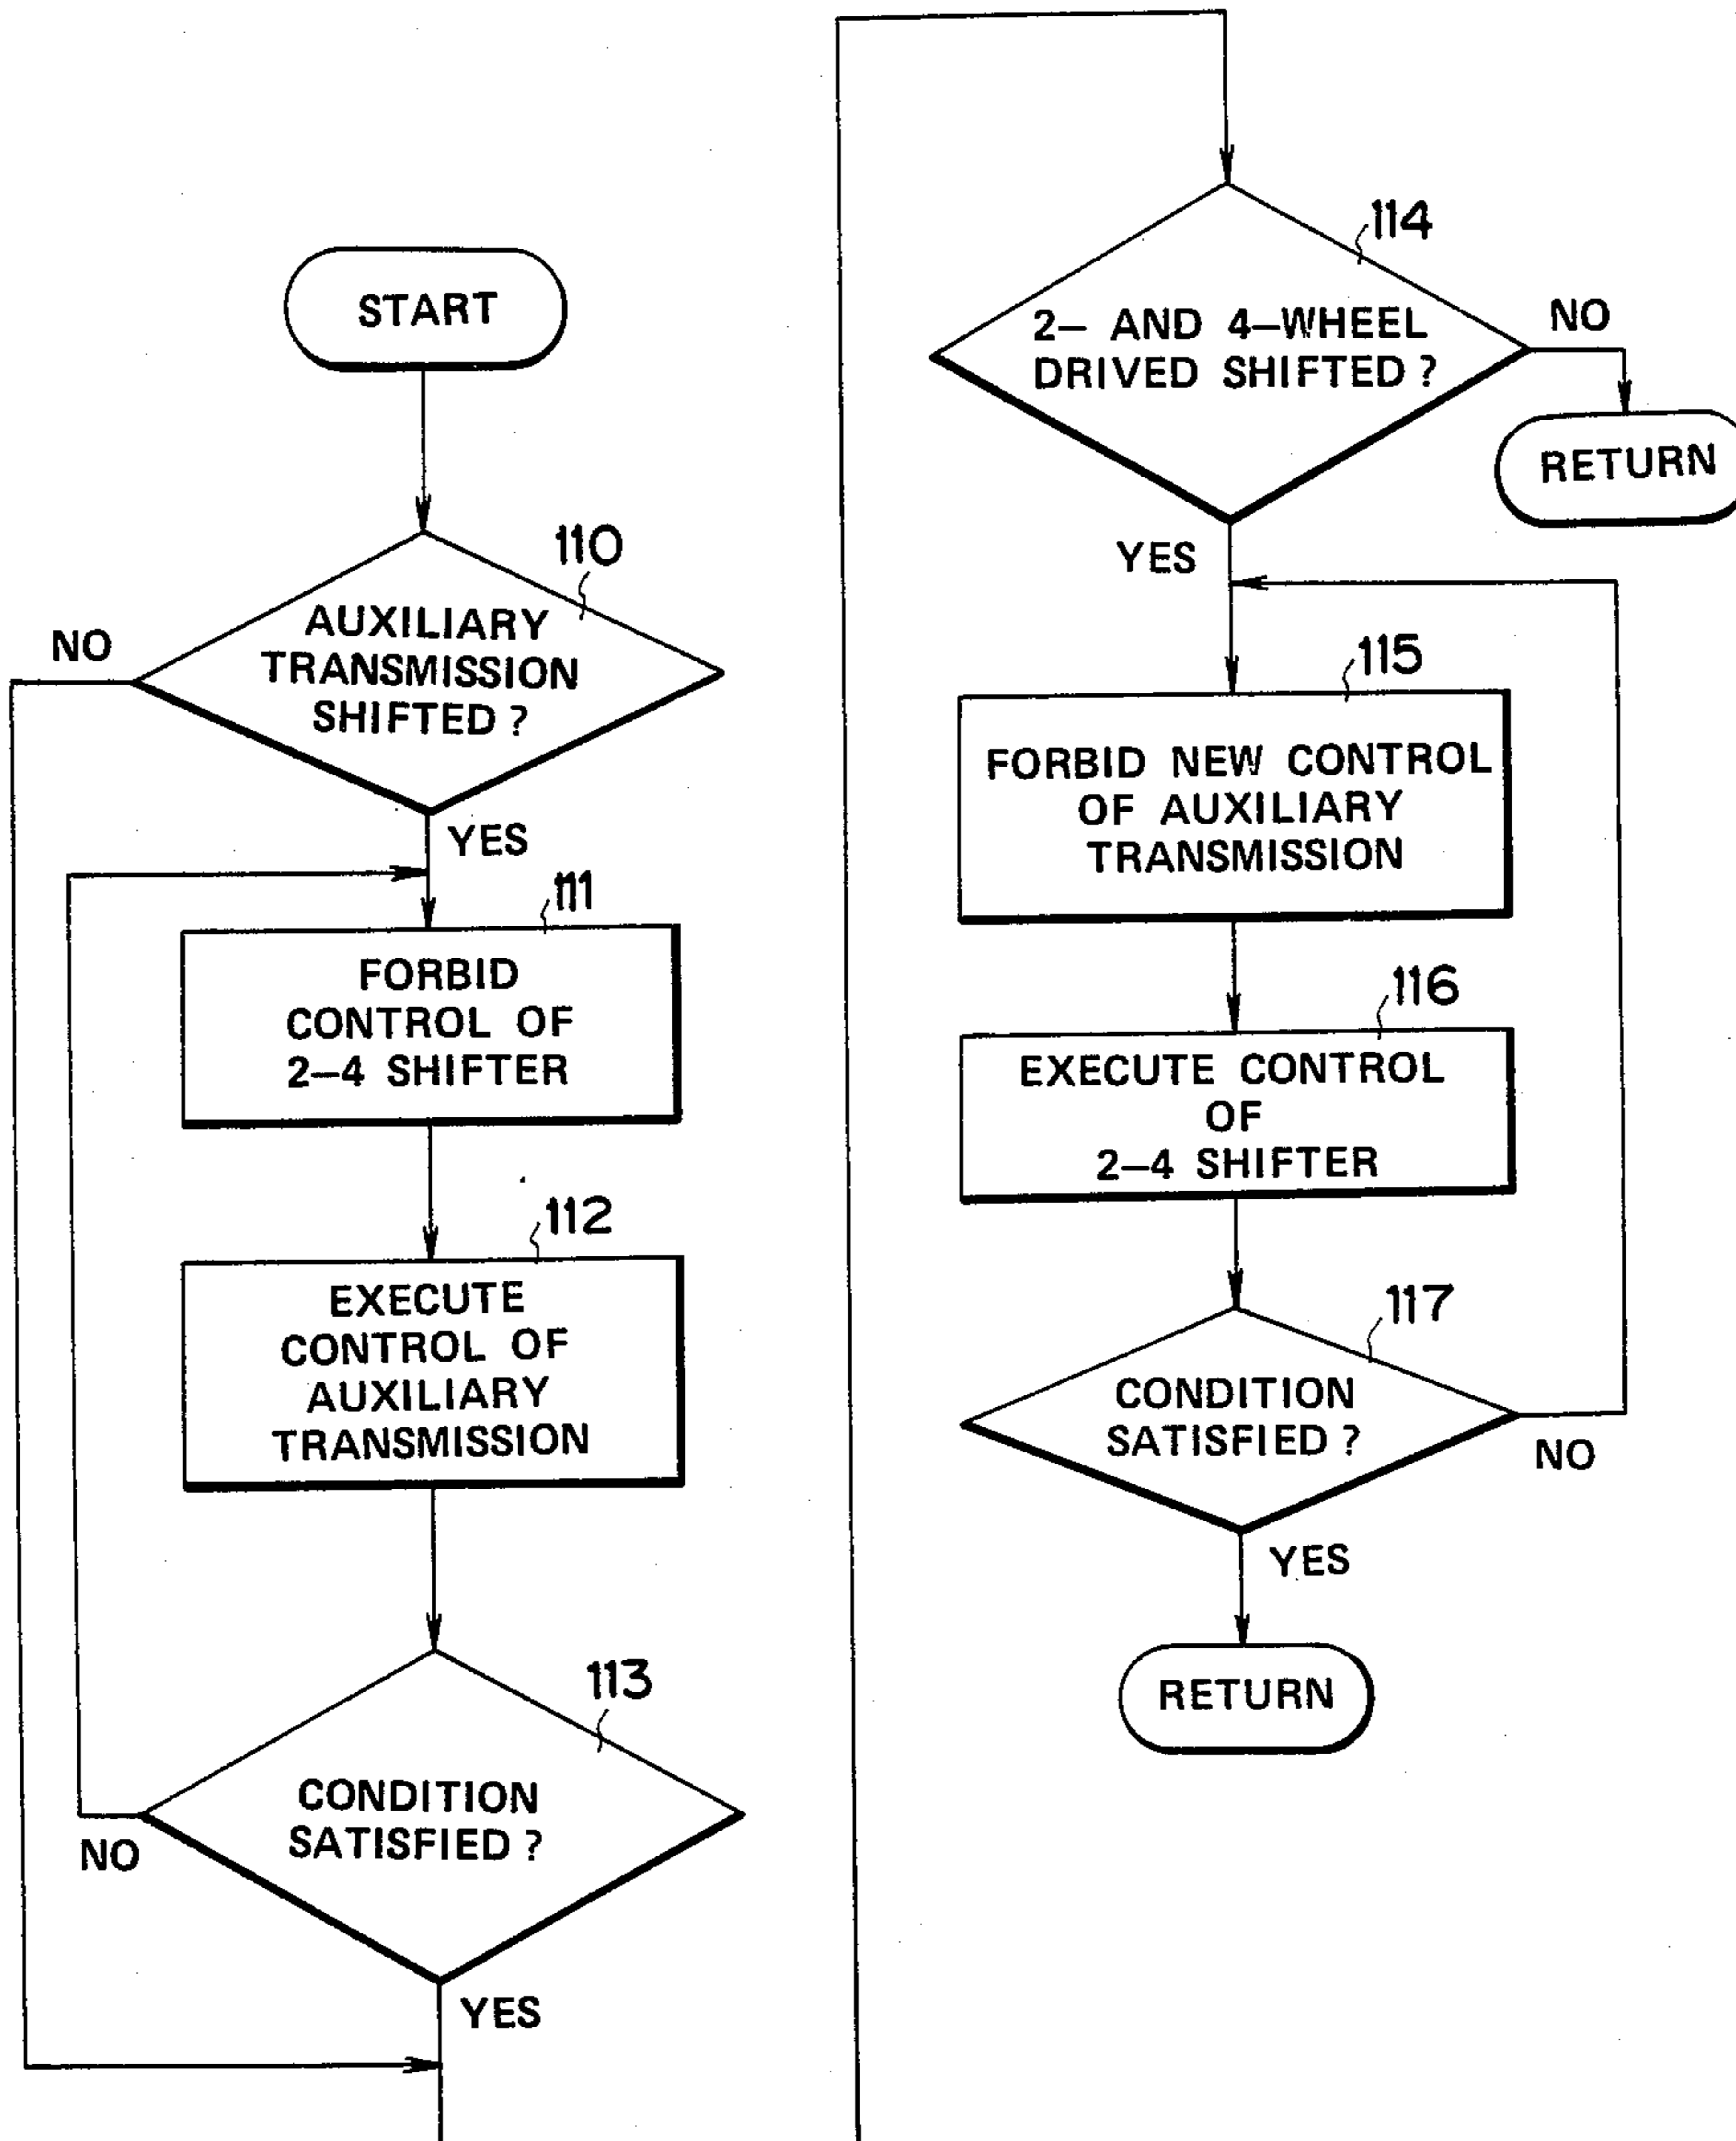 START
110
AUXILIARY
TRANSMISSION
SHIFTED ?
NO
YES
111
FORBID
CONTROL OF
2–4 SHIFTER
112
EXECUTE
CONTROL OF
AUXILIARY
TRANSMISSION
113
CONDITION
SATISFIED ?
NO
YES
114
2– AND 4–WHEEL
DRIVED SHIFTED ?
NO
RETURN
YES
115
FORBID NEW CONTROL
OF AUXILIARY
TRANSMISSION
116
EXECUTE CONTROL
OF
2–4 SHIFTER
117
CONDITION
SATISFIED ?
NO
YES
RETURN